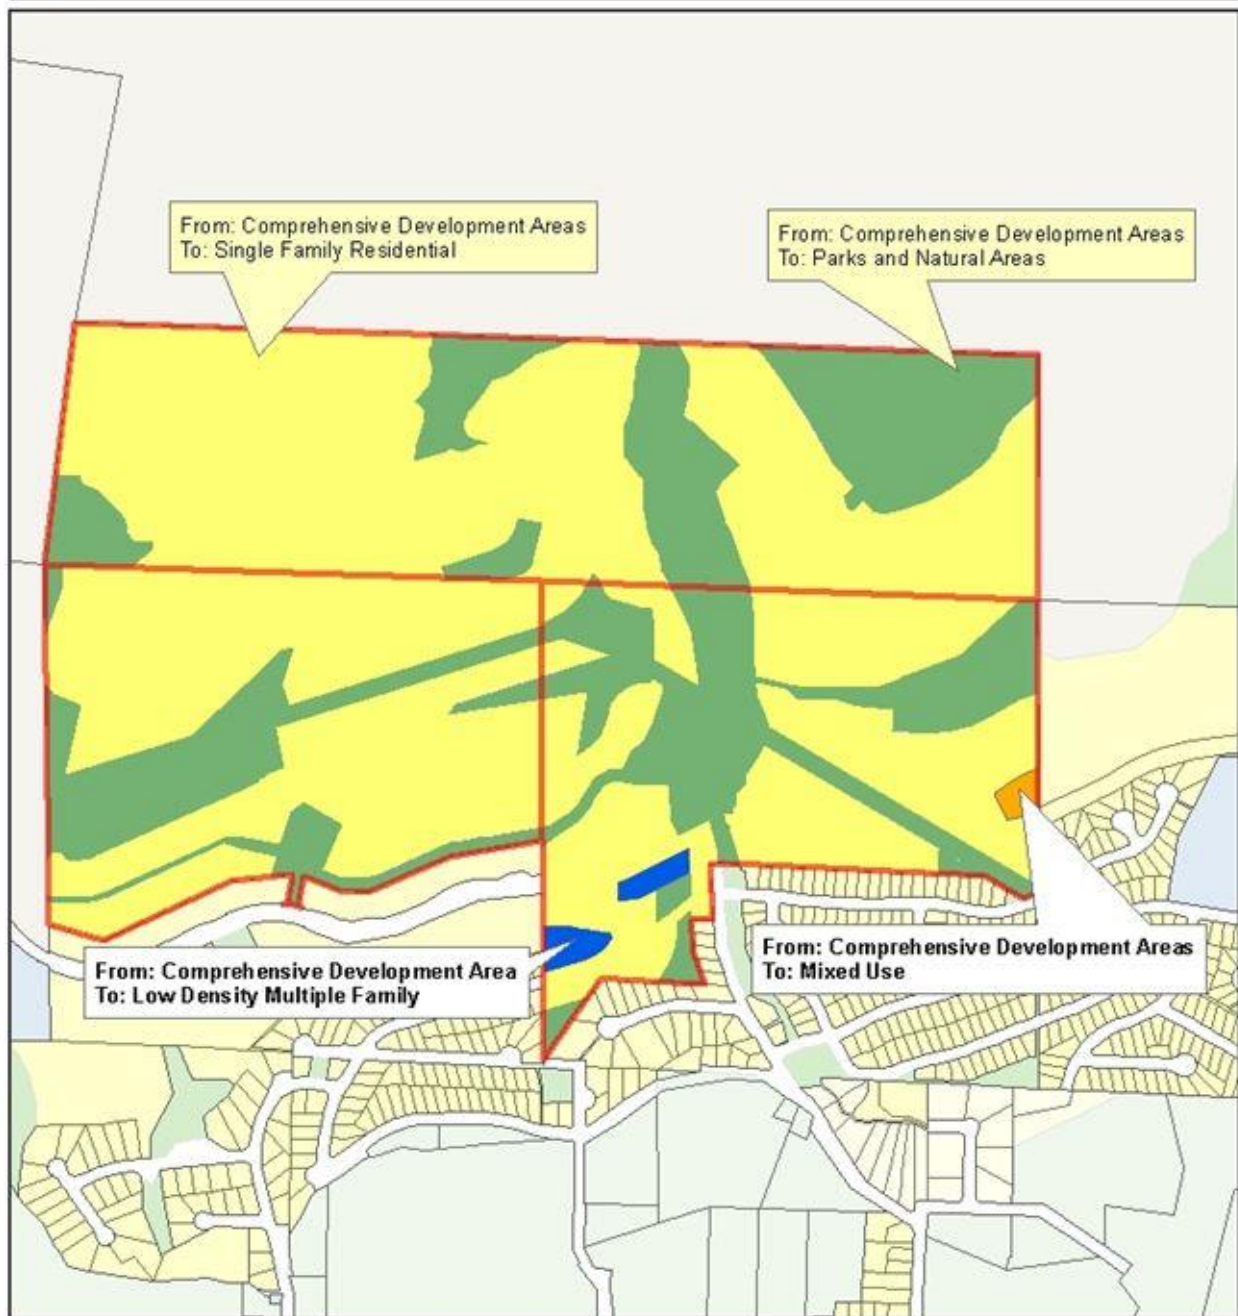 From: Comprehensive Development Areas
To: Single Family Residential
From: Comprehensive Development Areas
To: Parks and Natural Areas
From: Comprehensive Development Area
To: Low Density Multiple Family
From: Comprehensive Development Areas
To: Mixed Use